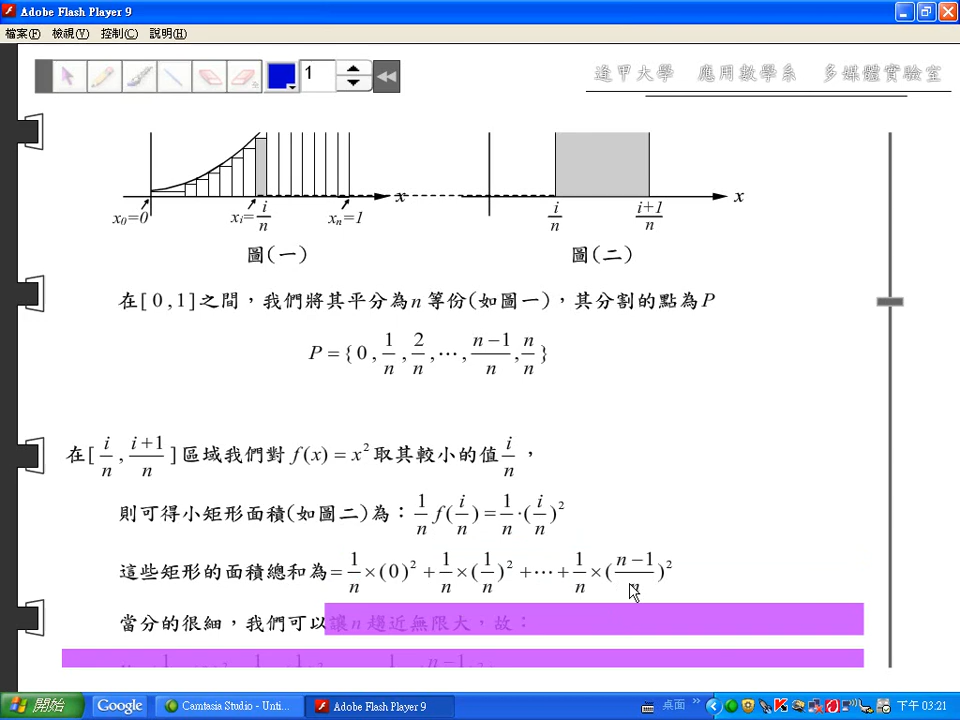 Adobe Flash Player 9
檔案(F) 檢視(V) 控制(C) 說明(H)
1
逢甲大學 應用數學系 多媒體實驗室
x x
x₀=0 xᵢ= i/n xₙ=1 i/n i+1/n
圖(一) 圖(二)
在[ 0 , 1 ]之間，我們將其平分為 n 等份(如圖一)，其分割的點為 P
P = { 0 , 1/n , 2/n , ⋯ , n−1/n , n/n }
在[ i/n , i+1/n ]區域我們對 f(x) = x² 取其較小的值 i/n ，
則可得小矩形面積(如圖二)為：1/n f( i/n ) = 1/n ·( i/n )²
這些矩形的面積總和為 = 1/n ×(0)² + 1/n ×( 1/n )² + ⋯ + 1/n ×( n−1/n )²
當分的很細，我們可以讓 n 趨近無限大，故：
開始 Google Camtasia Studio - Unti... Adobe Flash Player 9 桌面 » 下午 03:21